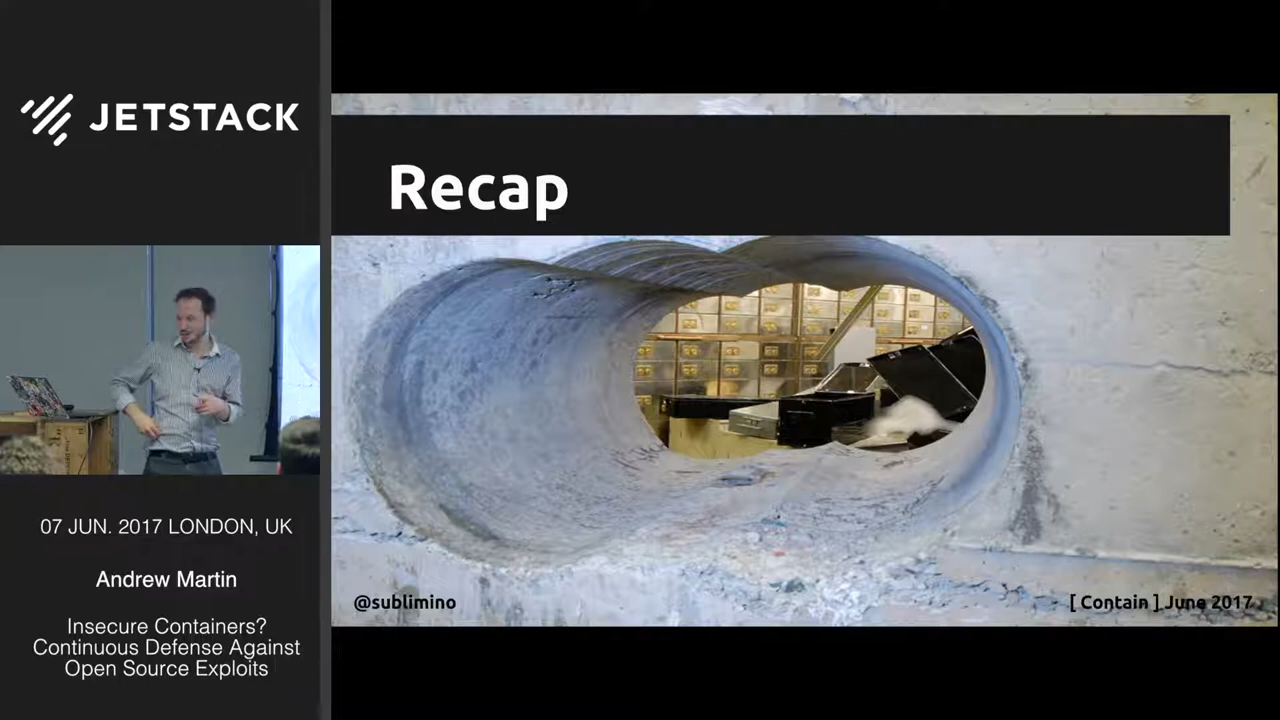 JETSTACK
07 JUN. 2017 LONDON, UK
Andrew Martin
Insecure Containers?
Continuous Defense Against
Open Source Exploits
Recap
@sublimino
[ Contain ] June 2017